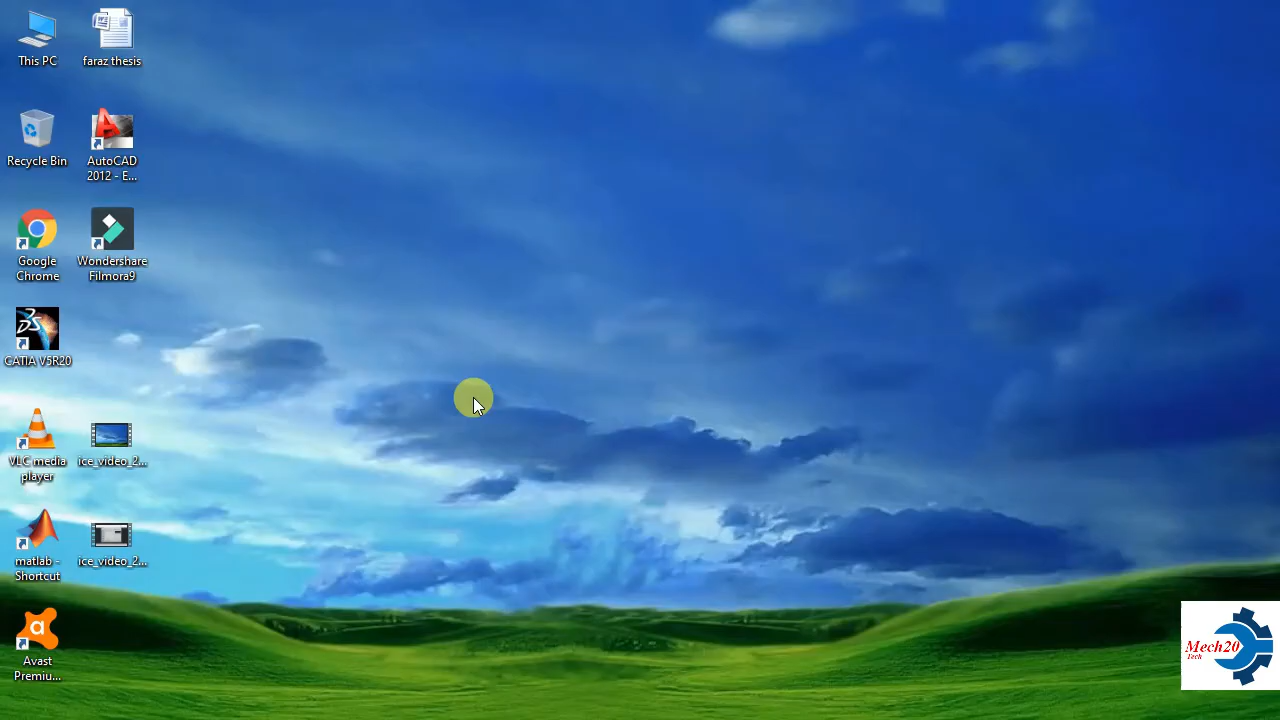 This PC
faraz thesis
Recycle Bin
AutoCAD
2012 - E...
Google
Chrome
Wondershare
Filmora9
CATIA V5R20
VLC media
player
ice_video_2...
matlab -
Shortcut
ice_video_2...
Avast
Premiu...
Mech20
Tech